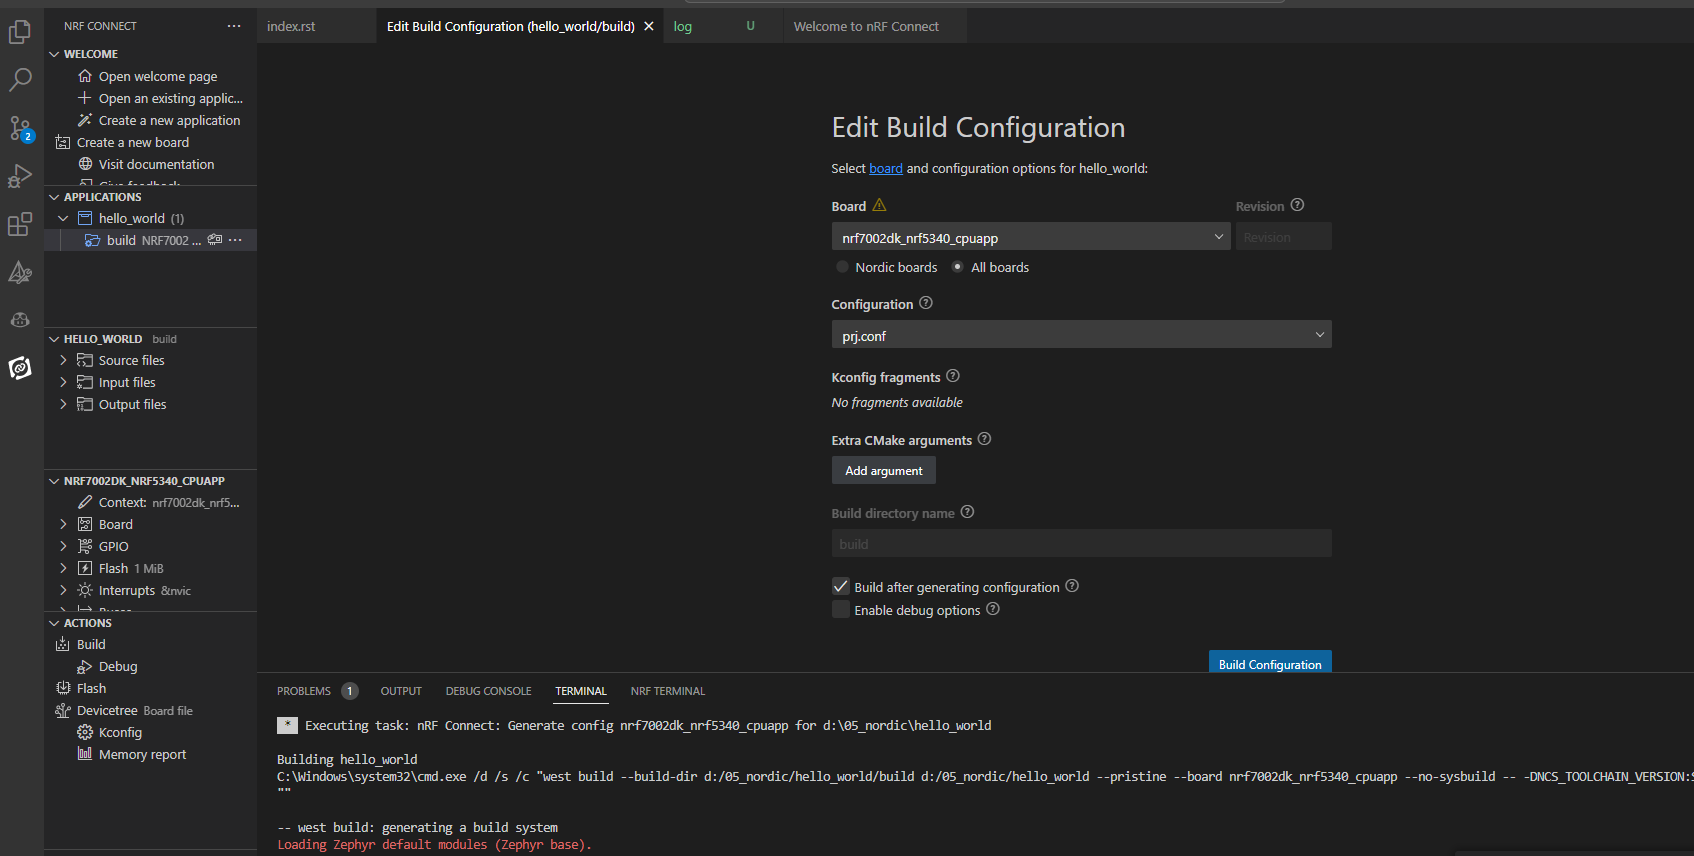 NRF CONNECT
WELCOME
Open welcome page
Open an existing applic...
Create a new application
Create a new board
Visit documentation
Give feedback
APPLICATIONS
hello_world (1)
build NRF7002 ...
HELLO_WORLD build
Source files
Input files
Output files
NRF7002DK_NRF5340_CPUAPP
Context: nrf7002dk_nrf5...
Board
GPIO
Flash 1 MiB
Interrupts &nvic
Buses
ACTIONS
Build
Debug
Flash
Devicetree Board file
Kconfig
Memory report
2
index.rst
Edit Build Configuration (hello_world/build)
log U
Welcome to nRF Connect
Edit Build Configuration
Select board and configuration options for hello_world:
Board Revision
nrf7002dk_nrf5340_cpuapp Revision
Nordic boards All boards
Configuration
prj.conf
Kconfig fragments
No fragments available
Extra CMake arguments
Add argument
Build directory name
build
Build after generating configuration
Enable debug options
Build Configuration
PROBLEMS 1 OUTPUT DEBUG CONSOLE TERMINAL NRF TERMINAL
* Executing task: nRF Connect: Generate config nrf7002dk_nrf5340_cpuapp for d:\05_nordic\hello_world
Building hello_world
C:\Windows\system32\cmd.exe /d /s /c "west build --build-dir d:/05_nordic/hello_world/build d:/05_nordic/hello_world --pristine --board nrf7002dk_nrf5340_cpuapp --no-sysbuild -- -DNCS_TOOLCHAIN_VERSION:
""
-- west build: generating a build system
Loading Zephyr default modules (Zephyr base).